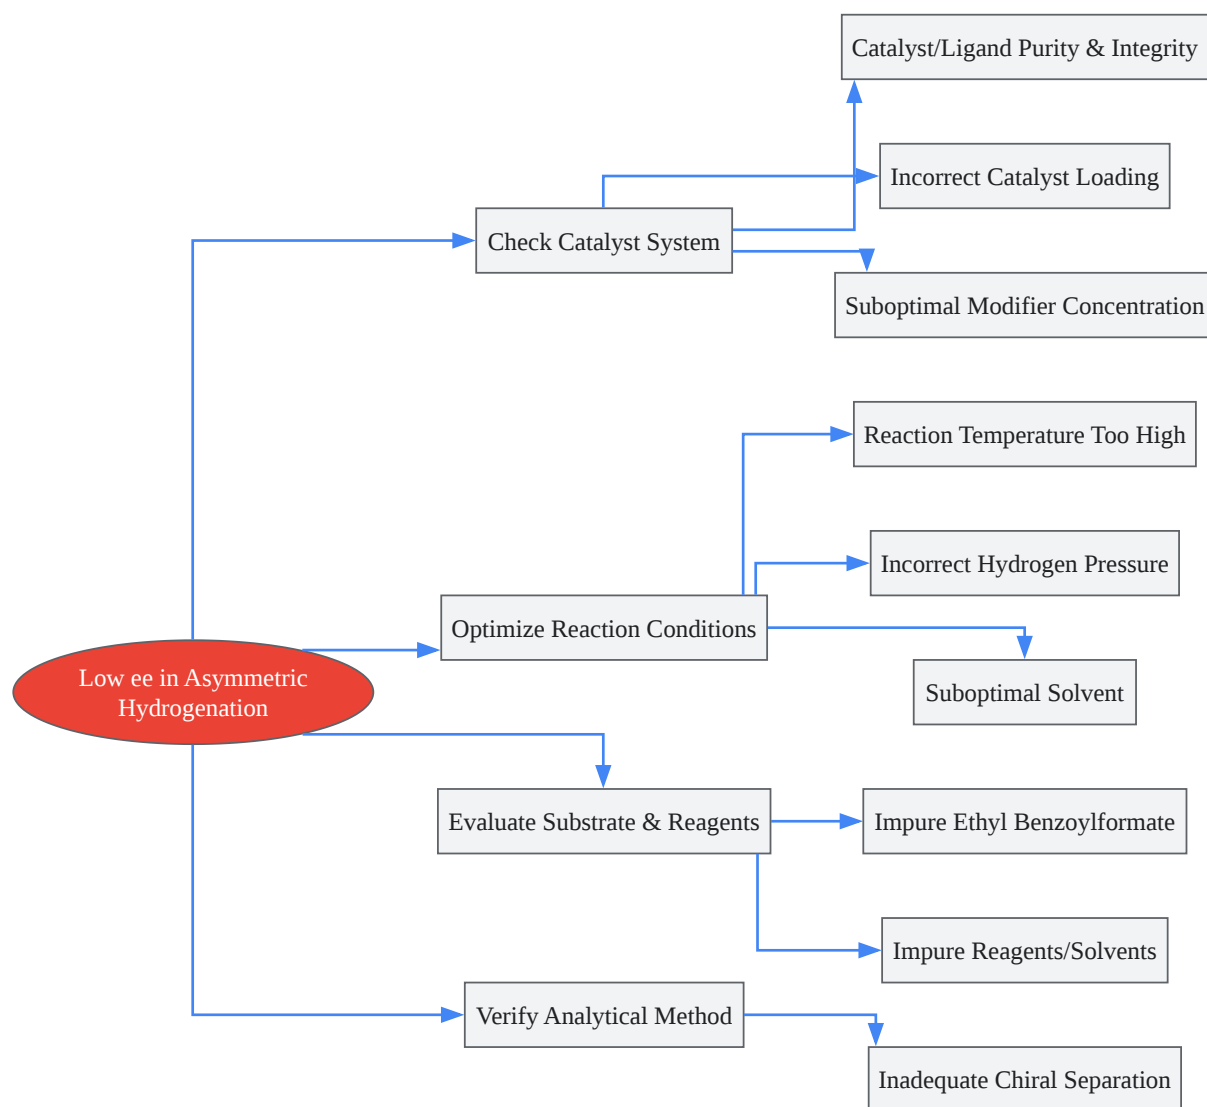 Catalyst/Ligand Purity & Integrity
Incorrect Catalyst Loading
Check Catalyst System
Suboptimal Modifier Concentration
Reaction Temperature Too High
Incorrect Hydrogen Pressure
Optimize Reaction Conditions
Low ee in Asymmetric
Hydrogenation
Suboptimal Solvent
Evaluate Substrate & Reagents
Impure Ethyl Benzoylformate
Impure Reagents/Solvents
Verify Analytical Method
Inadequate Chiral Separation